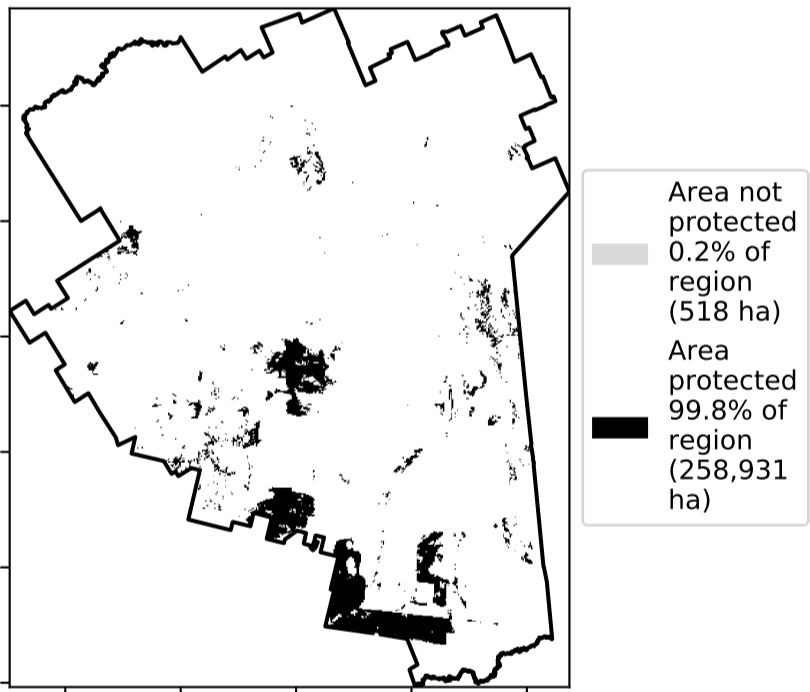 Area not
protected
0.2% of
region
(518 ha)
Area
protected
99.8% of
region
(258,931
ha)